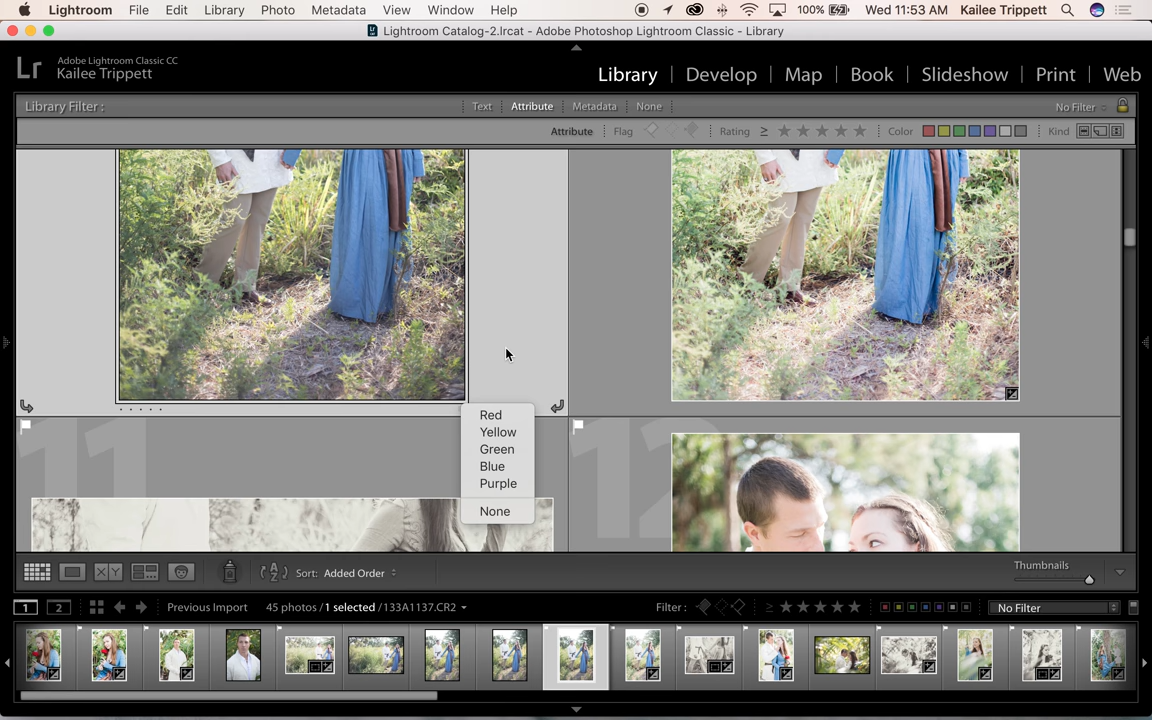 Lightroom File Edit Library Photo Metadata View Window Help 100% Wed 11:53 AM Kailee Trippett
Lightroom Catalog-2.lrcat - Adobe Photoshop Lightroom Classic - Library
Lr Adobe Lightroom Classic CC
Kailee Trippett
Library | Develop | Map | Book | Slideshow | Print | Web
Library Filter : Text Attribute Metadata None No Filter
Attribute Flag Rating ≥ ★ ★ ★ ★ ★ Color Kind
Red
Yellow
Green
Blue
Purple
None
11
12
Sort: Added Order
Thumbnails
1 2 Previous Import 45 photos / 1 selected / 133A1137.CR2 Filter : ≥ ★ ★ ★ ★ ★ No Filter